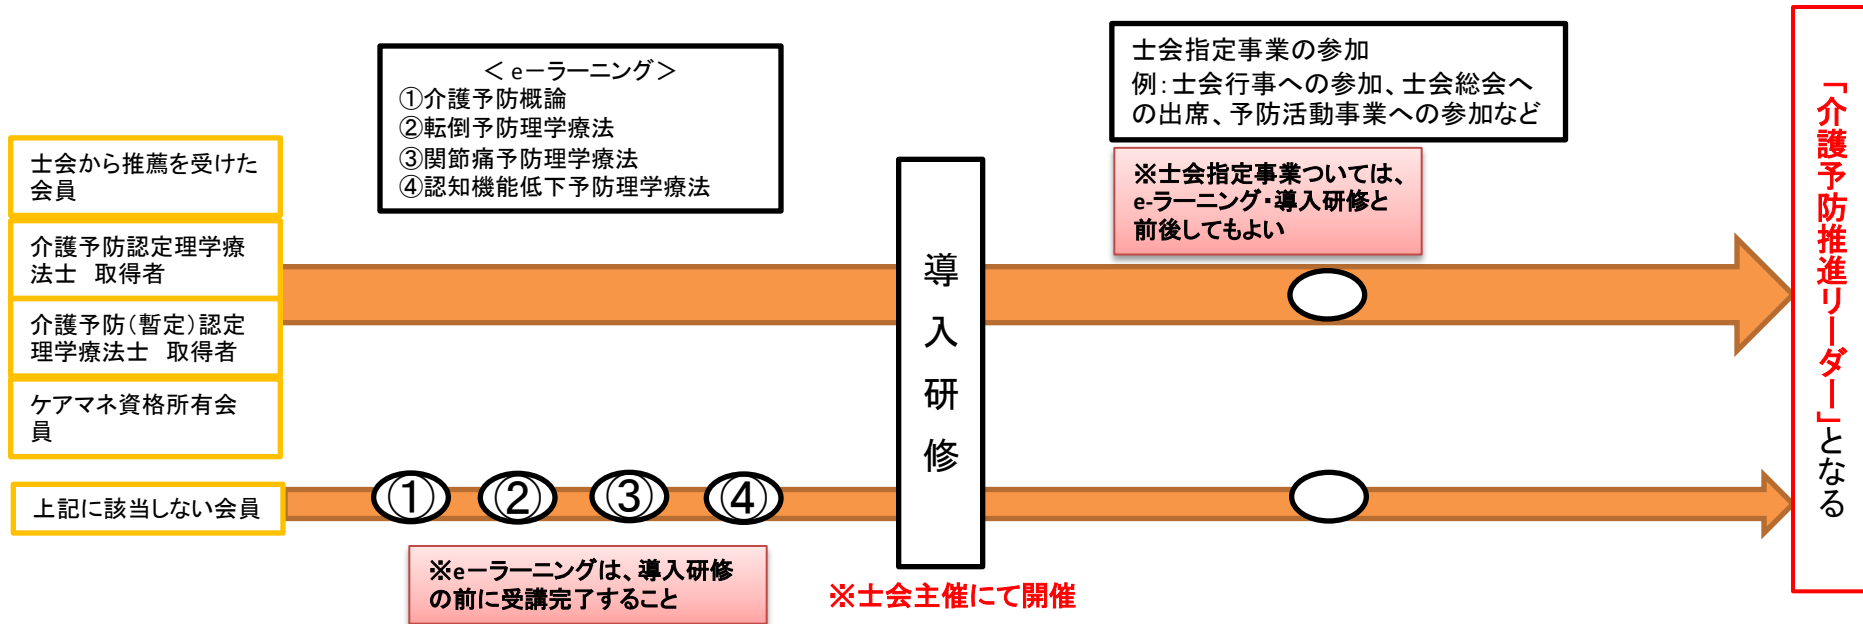 ＜e－ラーニング＞
①介護予防概論
②転倒予防理学療法
③関節痛予防理学療法
④認知機能低下予防理学療法
士会指定事業の参加
例：士会行事への参加、士会総会へ
の出席、予防活動事業への参加など
※士会指定事業ついては、
e-ラーニング・導入研修と
前後してもよい
士会から推薦を受けた
会員
介護予防認定理学療
法士　取得者
介護予防（暫定）認定
理学療法士　取得者
ケアマネ資格所有会
員
上記に該当しない会員
①
②
③
④
※e－ラーニングは、導入研修
の前に受講完了すること
導入研修
※士会主催にて開催
「介護予防推進リーダー」となる